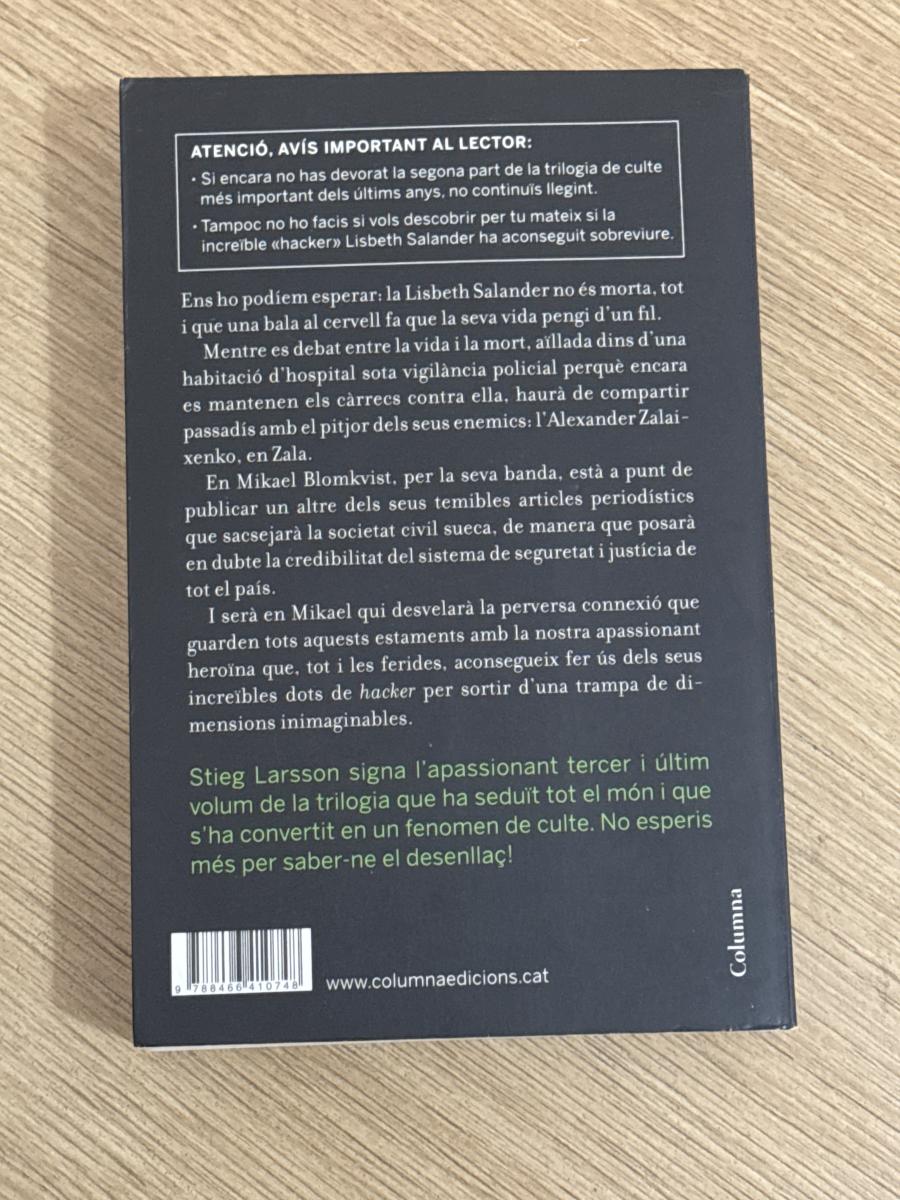 ATENCIÓ, AVÍS IMPORTANT AL LECTOR:
· Si encara no has devorat la segona part de la trilogia de culte
més important dels últims anys, no continuïs llegint.
· Tampoc no ho facis si vols descobrir per tu mateix si la
increïble «hacker» Lisbeth Salander ha aconseguit sobreviure.
Ens ho podíem esperar: la Lisbeth Salander no és morta, tot
i que una bala al cervell fa que la seva vida pengi d'un fil.
Mentre es debat entre la vida i la mort, aïllada dins d'una
habitació d'hospital sota vigilància policial perquè encara
es mantenen els càrrecs contra ella, haurà de compartir
passadís amb el pitjor dels seus enemics: l'Alexander Zalai-
xenko, en Zala.
En Mikael Blomkvist, per la seva banda, està a punt de
publicar un altre dels seus temibles articles periodístics
que sacsejarà la societat civil sueca, de manera que posarà
en dubte la credibilitat del sistema de seguretat i justícia de
tot el país.
I serà en Mikael qui desvelarà la perversa connexió que
guarden tots aquests estaments amb la nostra apassionant
heroïna que, tot i les ferides, aconsegueix fer ús dels seus
increïbles dots de hacker per sortir d'una trampa de di-
mensions inimaginables.
Stieg Larsson signa l'apassionant tercer i últim
volum de la trilogia que ha seduït tot el món i que
s'ha convertit en un fenomen de culte. No esperis
més per saber-ne el desenllaç!
Columna
9 788466 410748
www.columnaedicions.cat